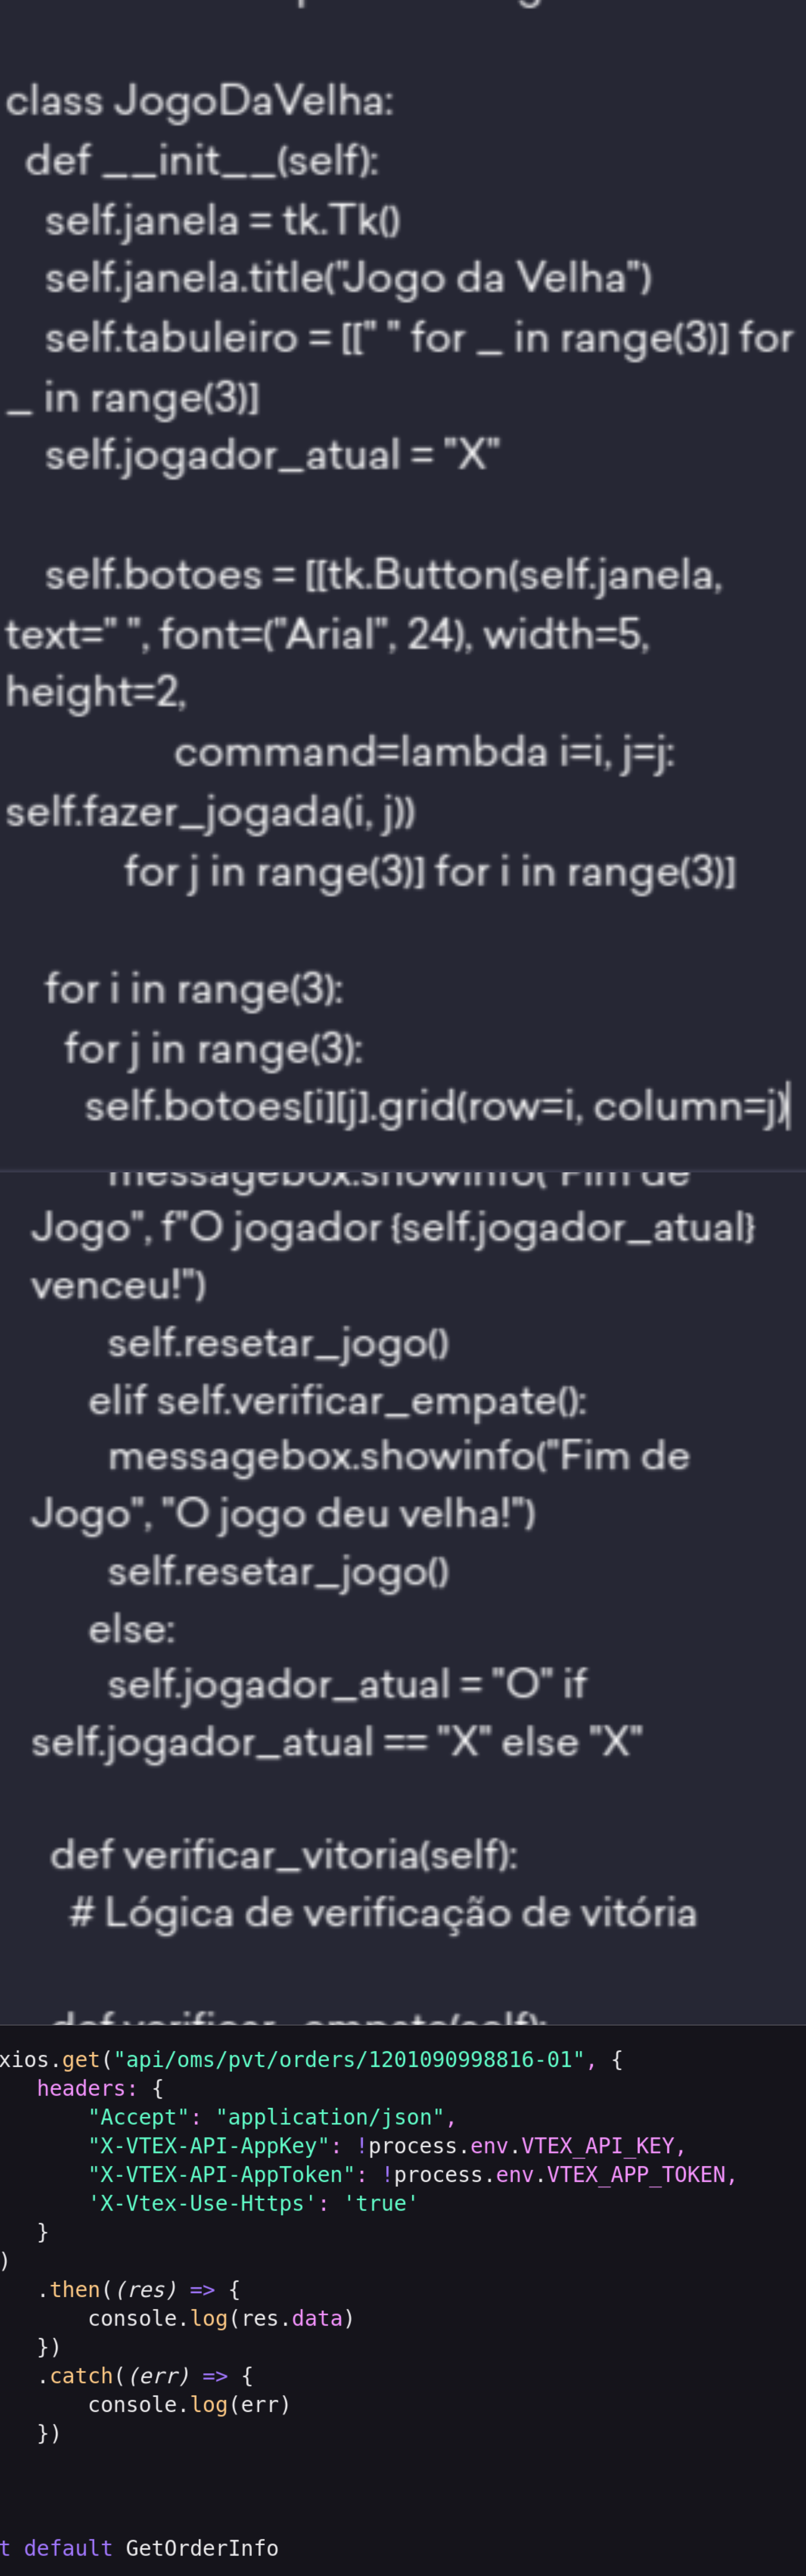 class JogoDaVelha:
def __init__(self):
self.janela = tk.Tk()
self.janela.title("Jogo da Velha")
self.tabuleiro = [[" " for _ in range(3)] for
_ in range(3)]
self.jogador_atual = "X"
self.botoes = [[tk.Button(self.janela,
text=" ", font=("Arial", 24), width=5,
height=2,
command=lambda i=i, j=j:
self.fazer_jogada(i, j))
for j in range(3)] for i in range(3)]
for i in range(3):
for j in range(3):
self.botoes[i][j].grid(row=i, column=j)
messagebox.showinfo("Fim de
Jogo", f"O jogador {self.jogador_atual}
venceu!")
self.resetar_jogo()
elif self.verificar_empate():
messagebox.showinfo("Fim de
Jogo", "O jogo deu velha!")
self.resetar_jogo()
else:
self.jogador_atual = "O" if
self.jogador_atual == "X" else "X"
def verificar_vitoria(self):
# Lógica de verificação de vitória
def verificar_empate(self):
xios.get("api/oms/pvt/orders/1201090998816-01", {
headers: {
"Accept": "application/json",
"X-VTEX-API-AppKey": !process.env.VTEX_API_KEY,
"X-VTEX-API-AppToken": !process.env.VTEX_APP_TOKEN,
'X-Vtex-Use-Https': 'true'
}
)
.then((res) => {
console.log(res.data)
})
.catch((err) => {
console.log(err)
})
t default GetOrderInfo